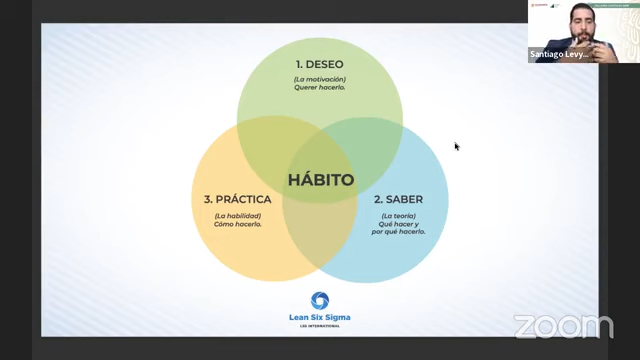 1. DESEO
(La motivación)
Querer hacerlo.
HÁBITO
3. PRÁCTICA
(La habilidad)
Cómo hacerlo.
2. SABER
(La teoría)
Qué hacer y
por qué hacerlo.
Lean Six Sigma
LSS INTERNATIONAL
Santiago Levy...
zoom